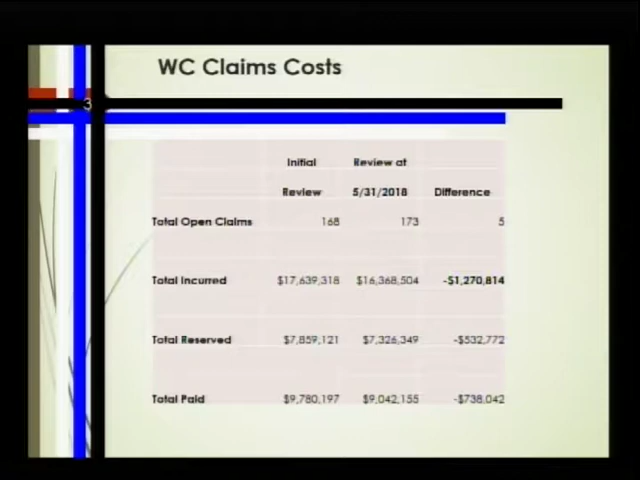 WC Claims Costs
3
Initial Review at
Review 5/31/2018 Difference
Total Open Claims 168 173 5
Total Incurred $17,639,318 $16,368,504 -$1,270,814
Total Reserved $7,859,121 $7,326,349 -$532,772
Total Paid $9,780,197 $9,042,155 -$738,042